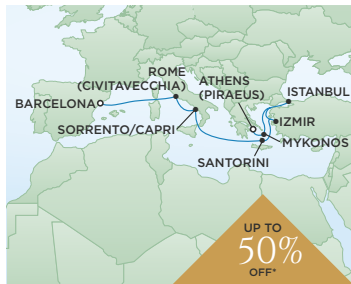 ROME
(CIVITAVECCHIA)
ATHENS
(PIRAEUS)
ISTANBUL
BARCELONA
IZMIR
SORRENTO/CAPRI
MYKONOS
SANTORINI
UP TO
50%
OFF*